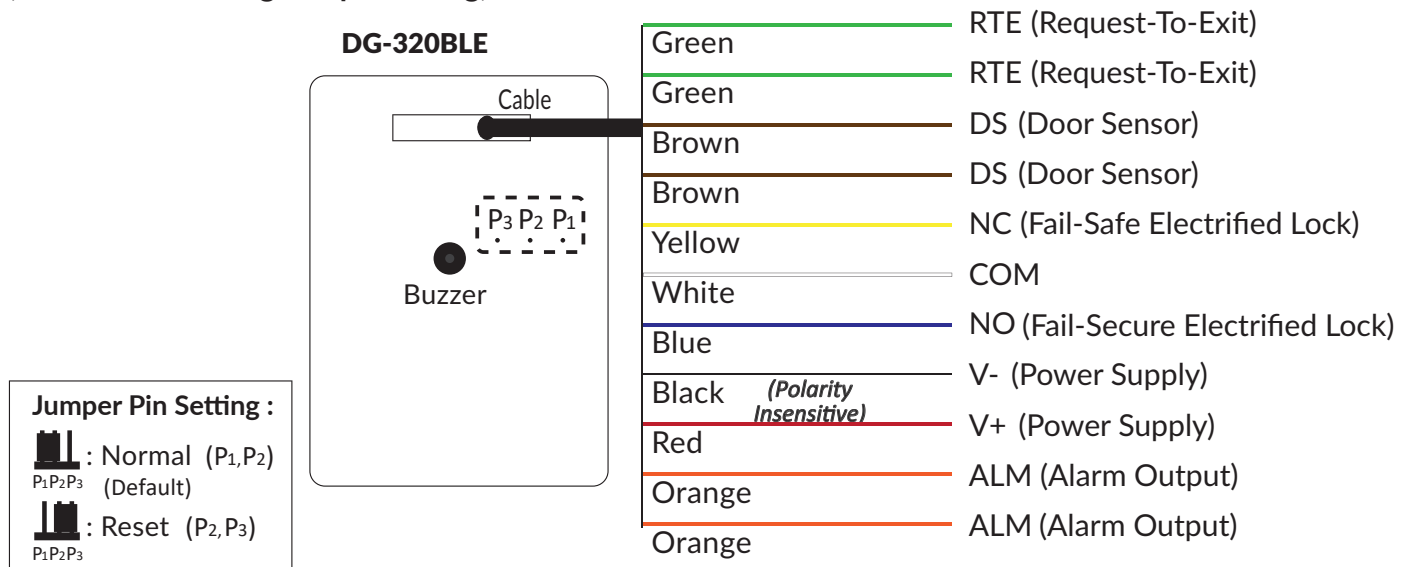 DG-320BLE
Cable
P3 P2 P1
Buzzer
Green
RTE (Request-To-Exit)
Green
RTE (Request-To-Exit)
Brown
DS (Door Sensor)
Brown
DS (Door Sensor)
Yellow
NC (Fail-Safe Electrified Lock)
White
COM
Blue
NO (Fail-Secure Electrified Lock)
Black
(Polarity
Insensitive)
V- (Power Supply)
Red
V+ (Power Supply)
Orange
ALM (Alarm Output)
Orange
ALM (Alarm Output)
Jumper Pin Setting :
: Normal (P1,P2)
P1P2P3 (Default)
: Reset (P2,P3)
P1P2P3